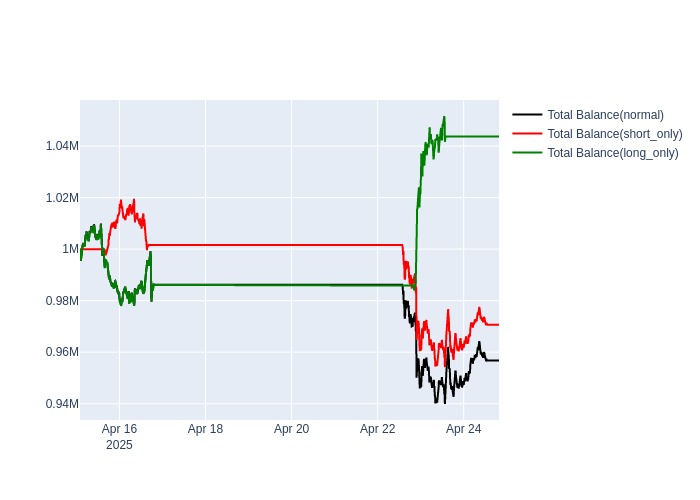 Total Balance(normal)
Total Balance(short_only)
Total Balance(long_only)
1.04M
1.02M
1M
0.98M
0.96M
0.94M
Apr 16
2025
Apr 18
Apr 20
Apr 22
Apr 24